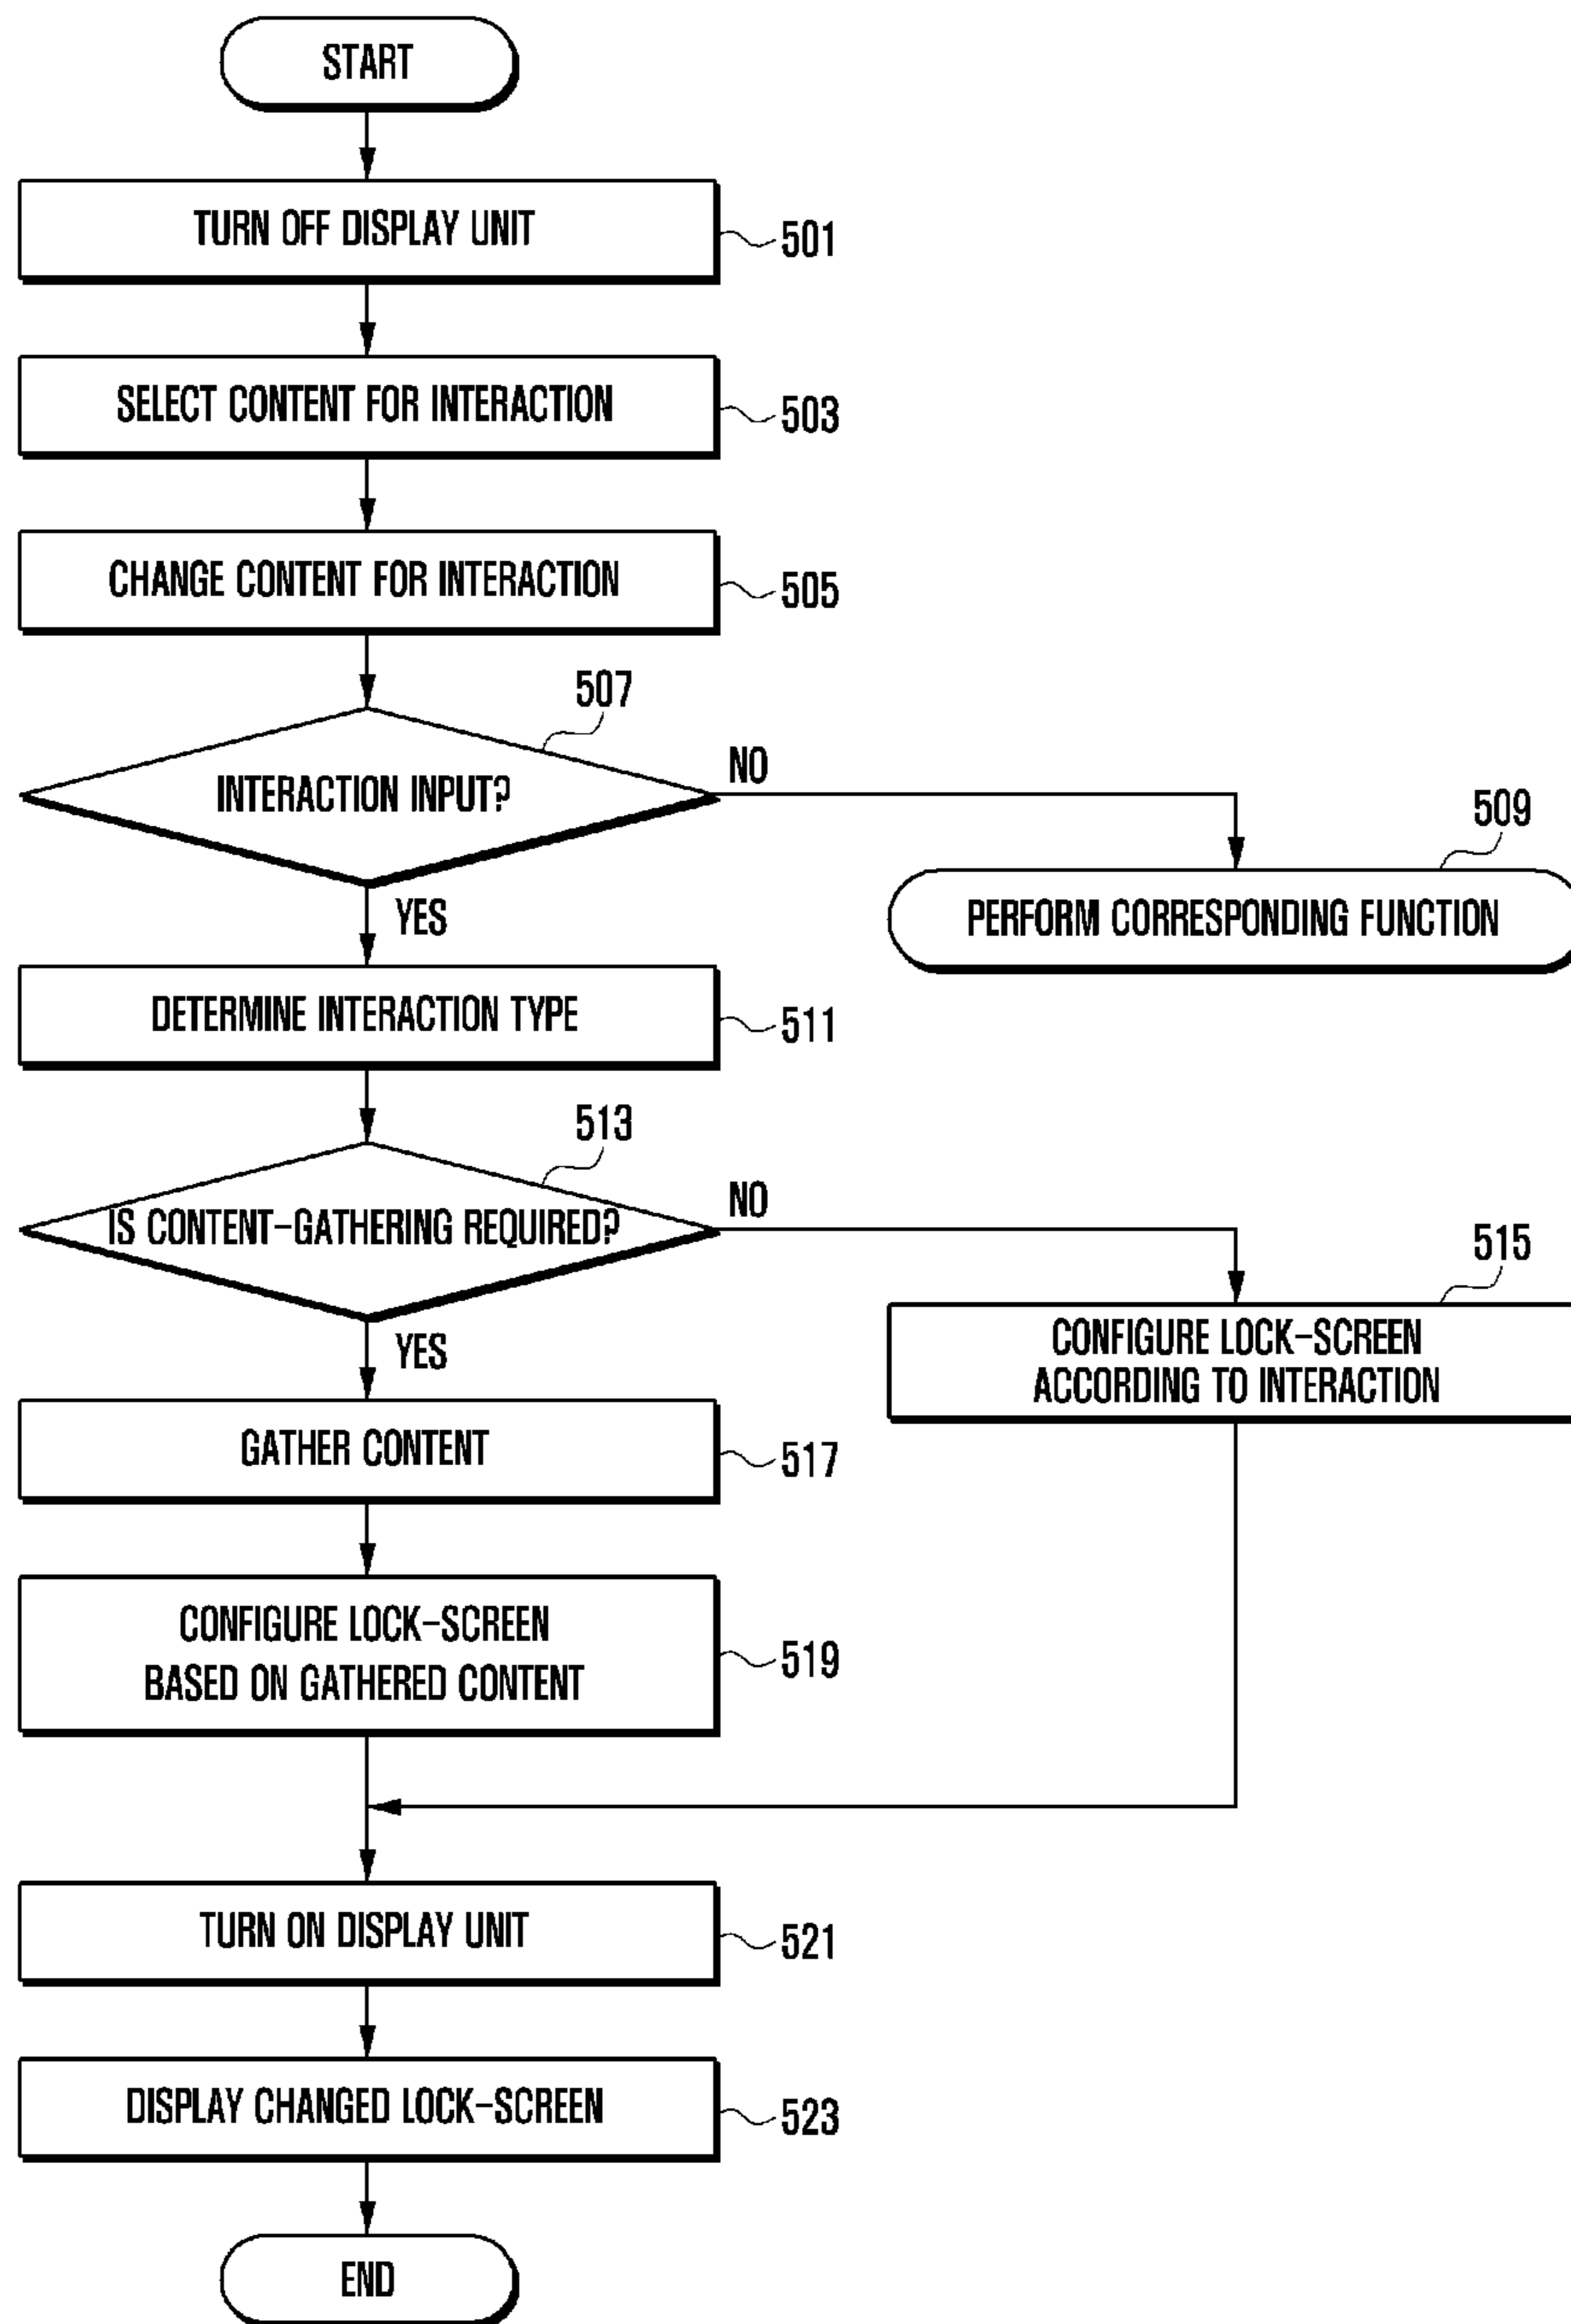 START
TURN OFF DISPLAY UNIT
501
SELECT CONTENT FOR INTERACTION
503
CHANGE CONTENT FOR INTERACTION
505
507
INTERACTION INPUT?
NO
509
PERFORM CORRESPONDING FUNCTION
YES
DETERMINE INTERACTION TYPE
511
513
IS CONTENT-GATHERING REQUIRED?
NO
515
CONFIGURE LOCK-SCREEN
ACCORDING TO INTERACTION
YES
GATHER CONTENT
517
CONFIGURE LOCK-SCREEN
BASED ON GATHERED CONTENT
519
TURN ON DISPLAY UNIT
521
DISPLAY CHANGED LOCK-SCREEN
523
END